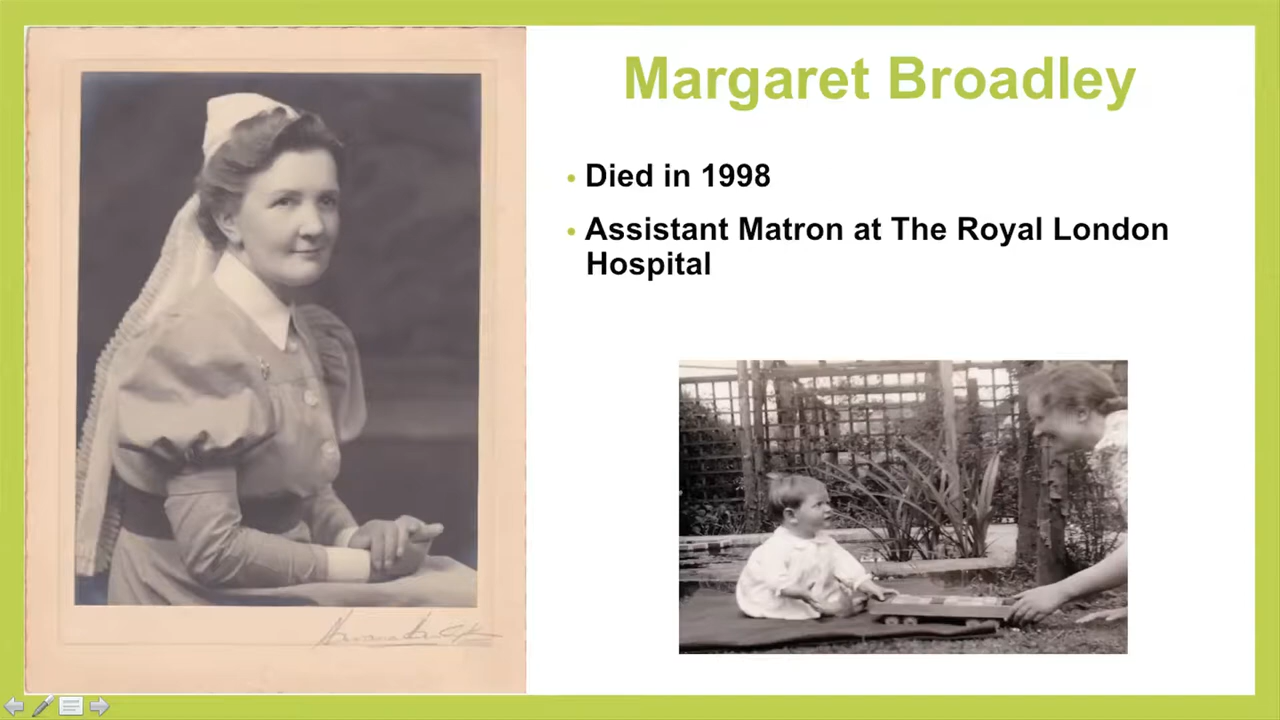 Margaret Broadley
• Died in 1998
• Assistant Matron at The Royal London
Hospital